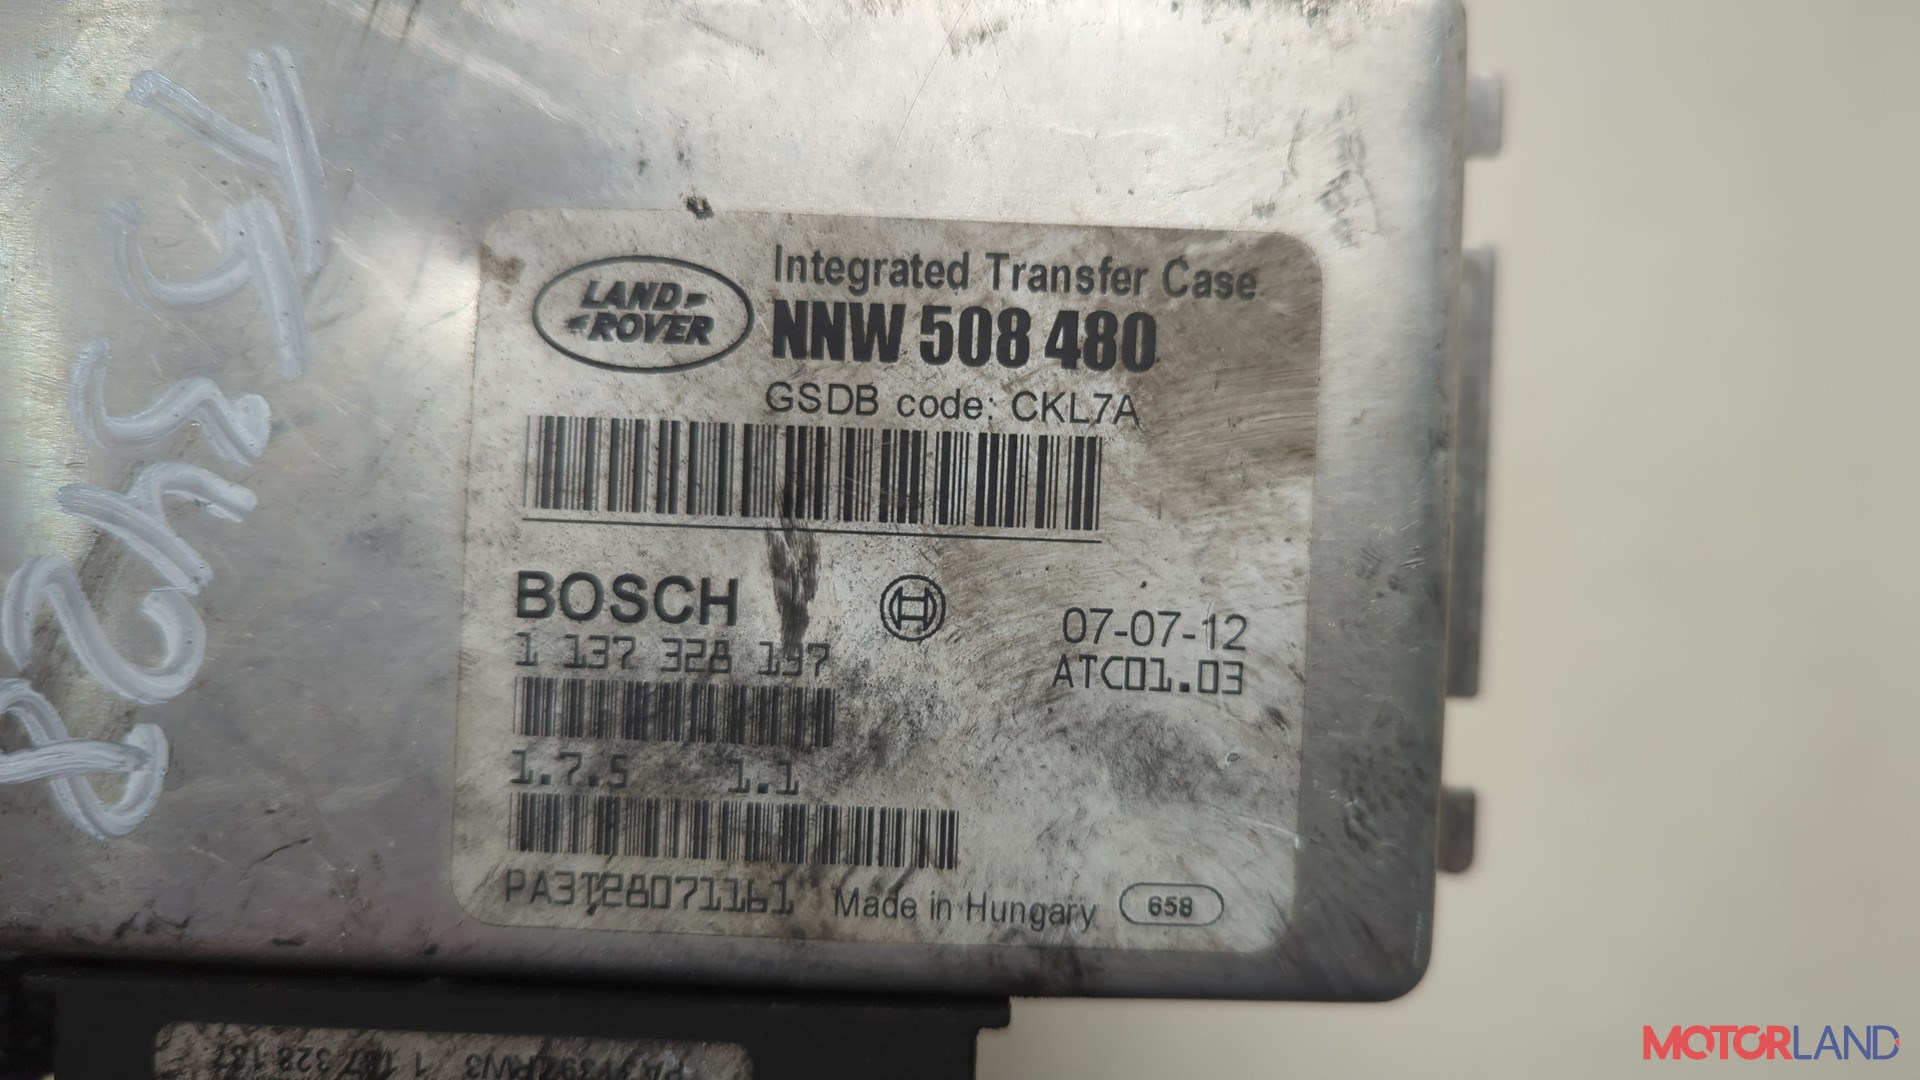 LAND-
ROVER
Integrated Transfer Case
NNW 508 480
GSDB code: CKL7A
BOSCH
1 137 328 137
07-07-12
ATC01.03
1.7.5 1.1
PA3T28071161
Made in Hungary
658
MOTORLAND